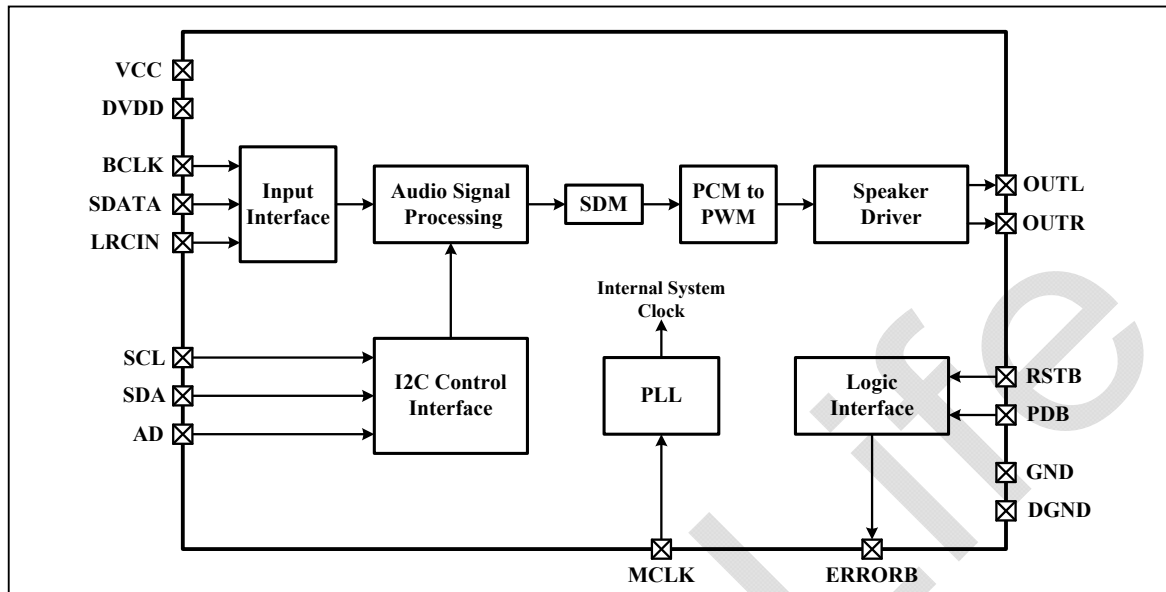 VCC
DVDD
BCLK
SDATA
LRCIN
Input
Interface
Audio Signal
Processing
SDM
PCM to
PWM
Speaker
Driver
OUTL
OUTR
Internal System
Clock
SCL
SDA
AD
I2C Control
Interface
PLL
Logic
Interface
RSTB
PDB
GND
DGND
MCLK
ERRORB
Life